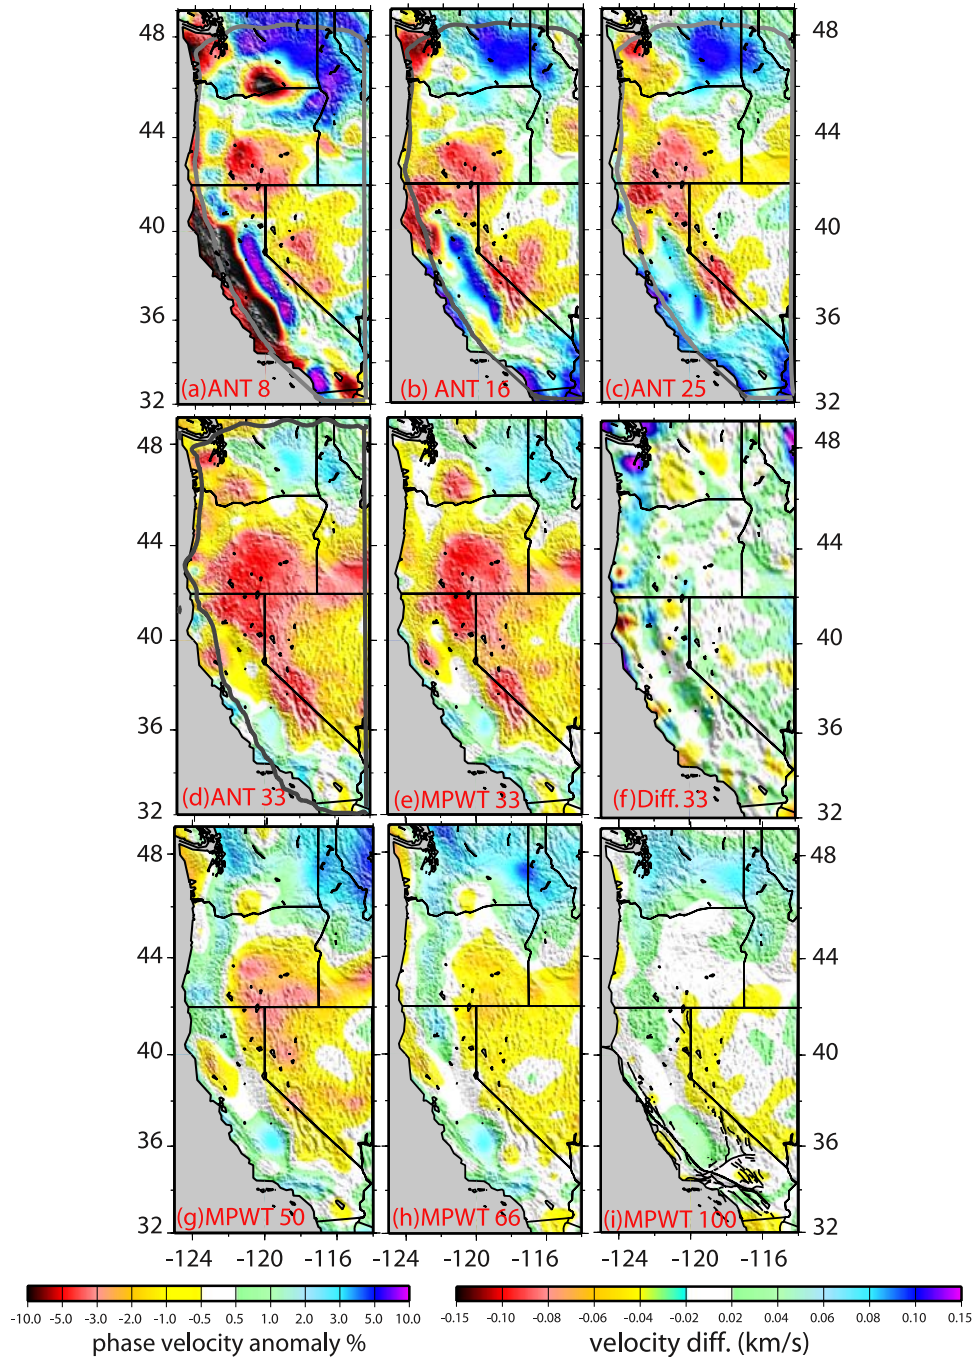 48
44
40
36
32
(a)ANT 8
(b) ANT 16
(c) ANT 25
48
44
40
36
32
48
44
40
36
32
(d)ANT 33
(e)MPWT 33
(f)Diff. 33
48
44
40
36
32
48
44
40
36
32
(g)MPWT 50
(h)MPWT 66
(i)MPWT 100
48
44
40
36
32
-124 -120 -116
-124 -120 -116
-124 -120 -116
-10.0 -5.0 -3.0 -2.0 -1.0 -0.5 0.5 1.0 2.0 3.0 5.0 10.0
phase velocity anomaly %
-0.15 -0.10 -0.08 -0.06 -0.04 -0.02 0.02 0.04 0.06 0.08 0.10 0.15
velocity diff. (km/s)